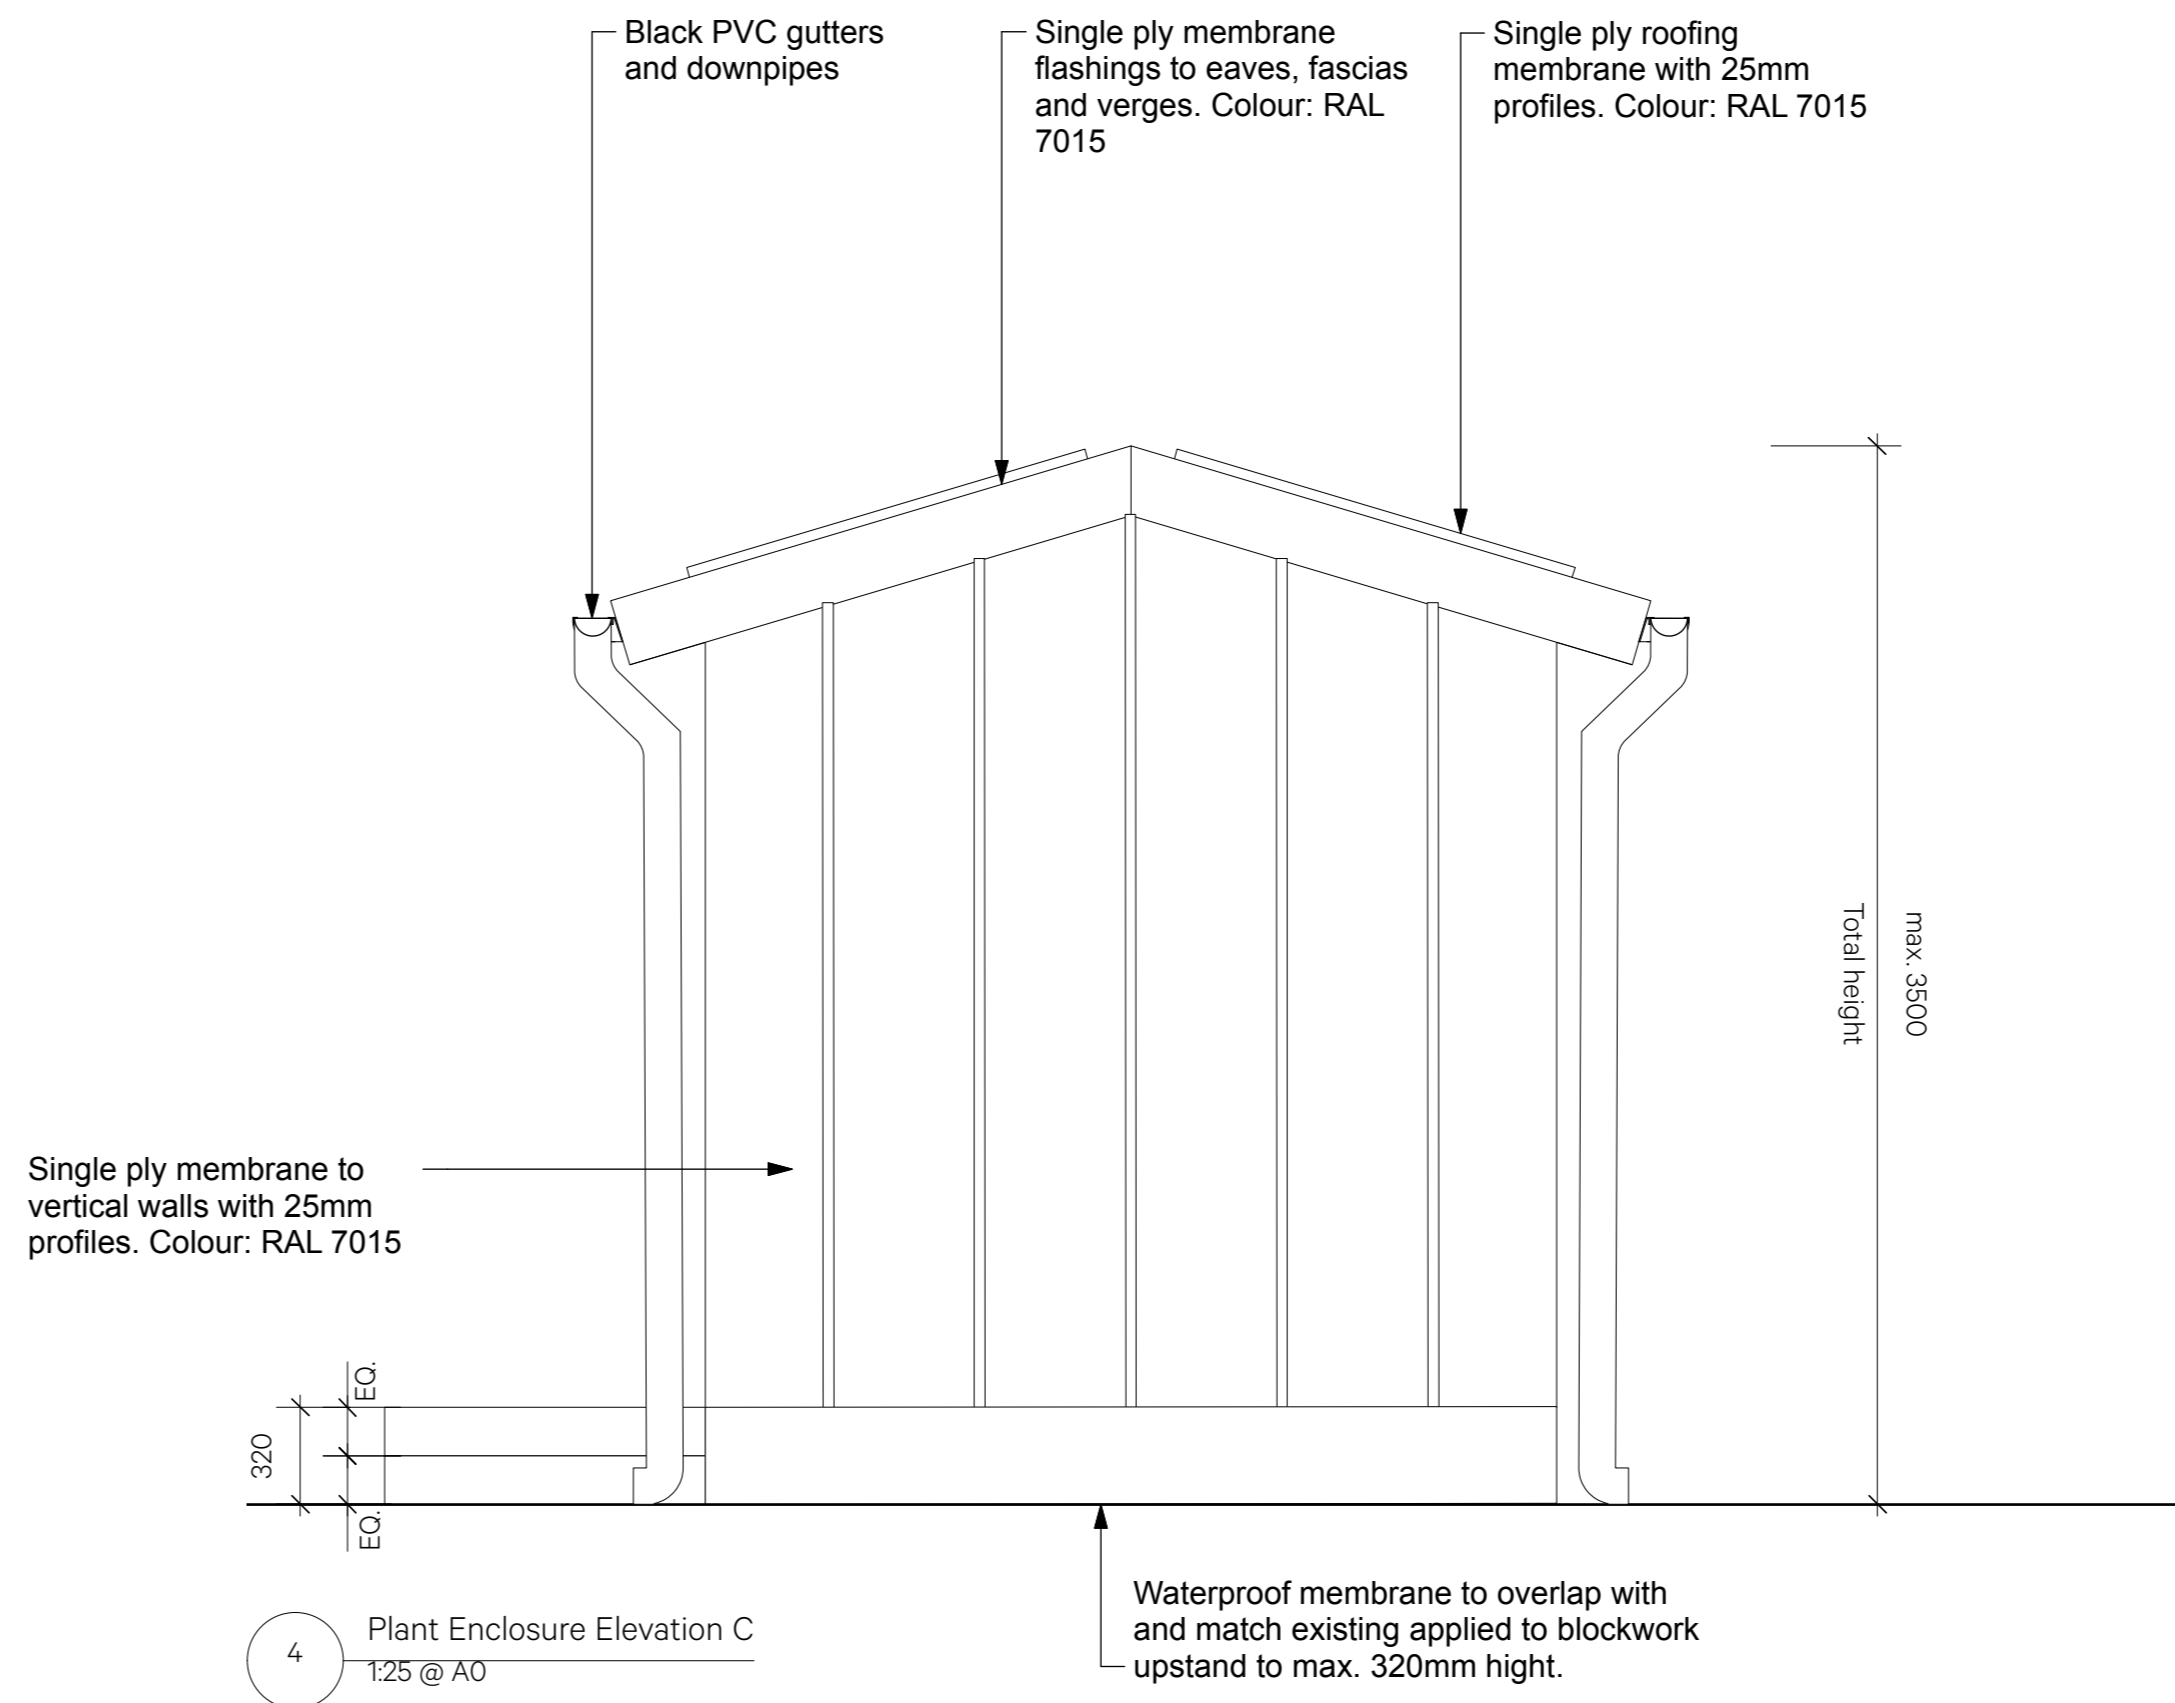 Black PVC gutters
and downpipes
Single ply membrane
flashings to eaves, fascias
and verges. Colour: RAL
7015
Single ply roofing
membrane with 25mm
profiles. Colour: RAL 7015
max. 3500
Total height
Single ply membrane to
vertical walls with 25mm
profiles. Colour: RAL 7015
EQ.
320
EQ.
Waterproof membrane to overlap with
and match existing applied to blockwork
upstand to max. 320mm hight.
4
Plant Enclosure Elevation C
1:25 @ A0